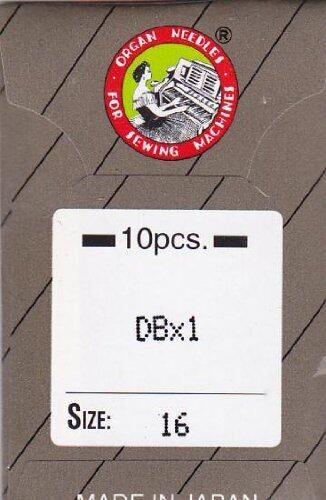 ORGAN NEEDLES ®
FOR SEWING MACHINES
10pcs.
DBx1
SIZE: 16
MADE IN JAPAN